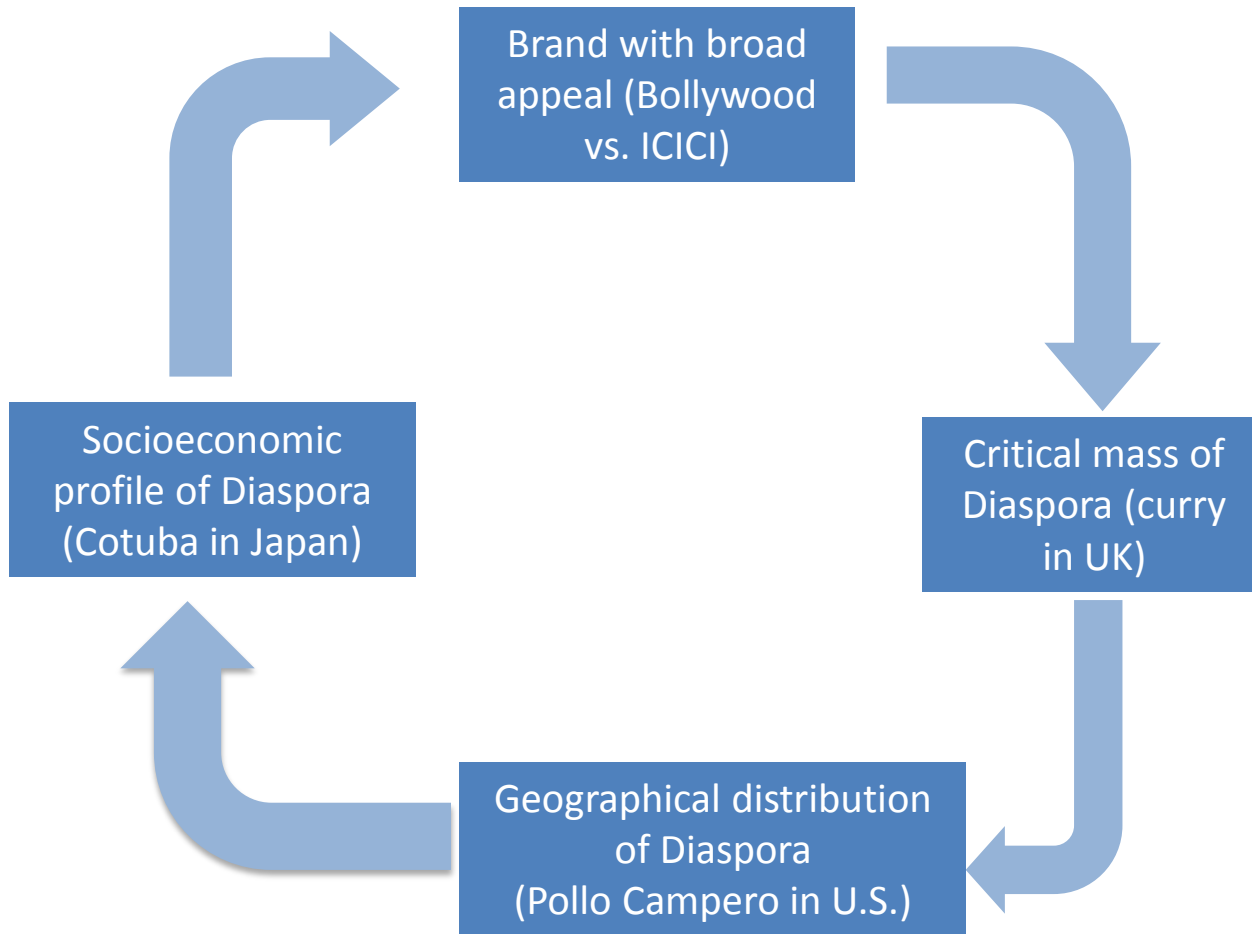 Brand with broad
appeal (Bollywood
vs. ICICI)
Critical mass of
Diaspora (curry
in UK)
Geographical distribution
of Diaspora
(Pollo Campero in U.S.)
Socioeconomic
profile of Diaspora
(Cotuba in Japan)